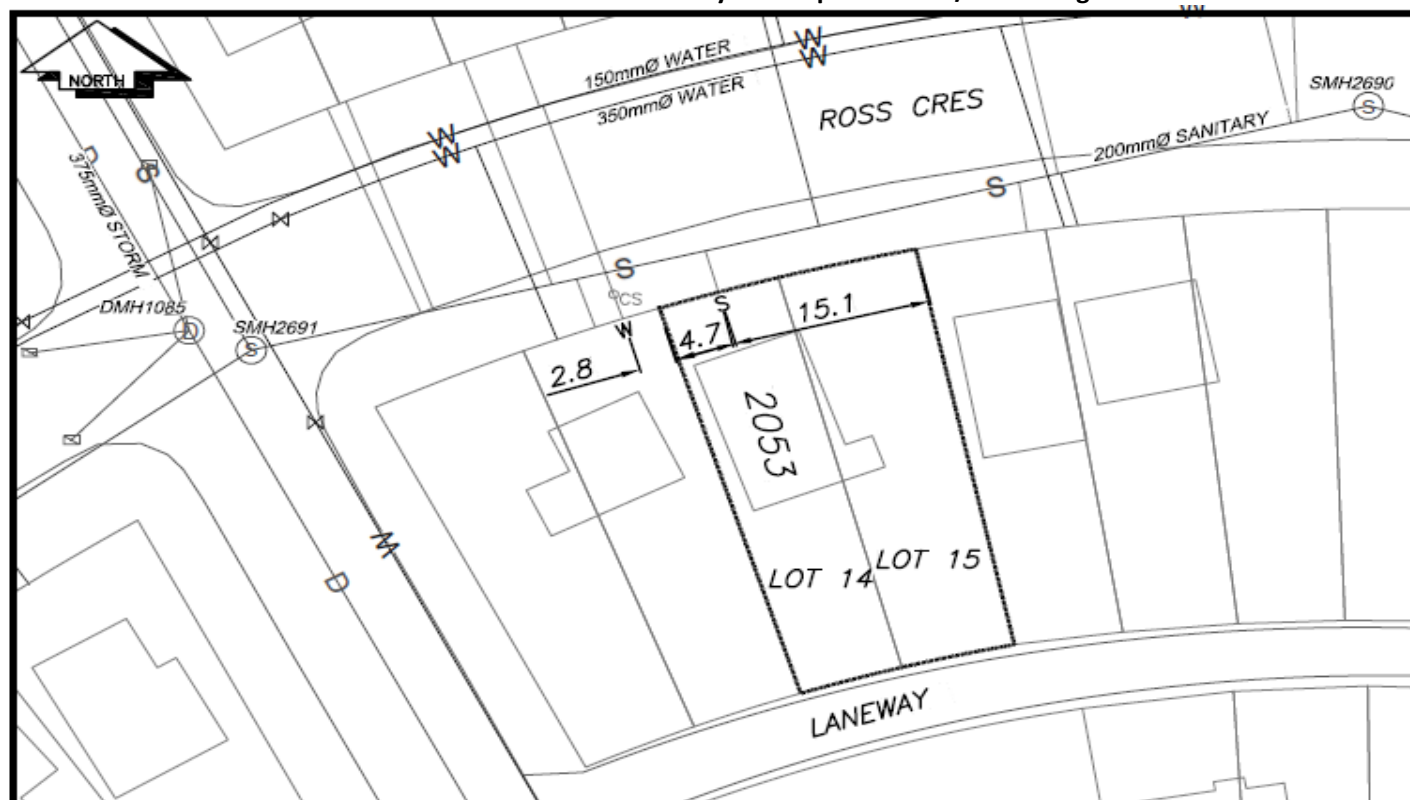 NORTH
W
W
150mmØ WATER
350mmØ WATER
W
W
ROSS CRES
SMH2690
S
200mmØ SANITARY
S
S
D
S
375mmØ STORM
DMH1085
D
SMH2691
S
CS
W
S
2.8
4.7
15.1
2053
LOT 14
LOT 15
W
D
LANEWAY